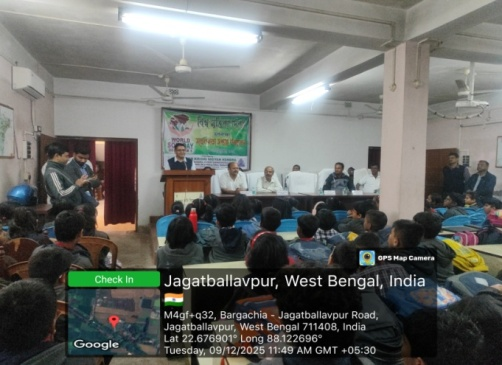 WORLD
Check In
GPS Map Camera
Jagatballavpur, West Bengal, India
M4gf+q32, Bargachia - Jagatballavpur Road,
Jagatballavpur, West Bengal 711408, India
Lat 22.676901° Long 88.122696°
Tuesday, 09/12/2025 11:49 AM GMT +05:30
Google